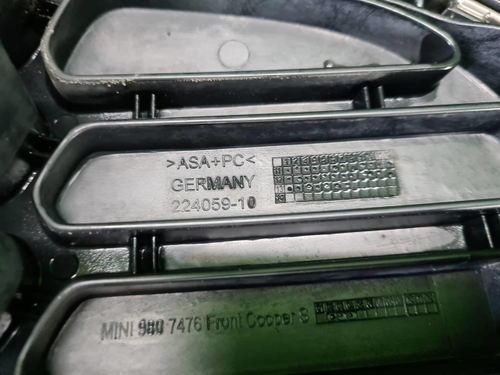 >ASA+PC<
GERMANY
224059-10
MINI 980 7476 Front Cooper S